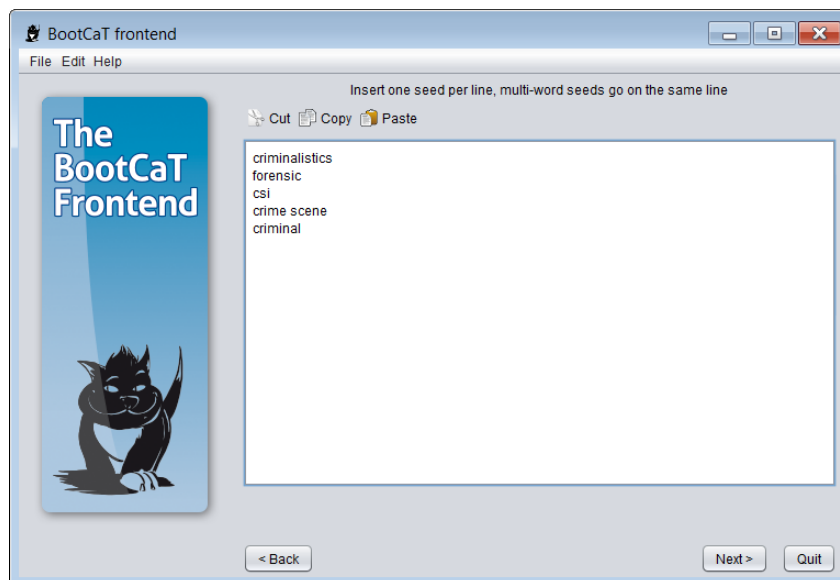 BootCaT frontend
File Edit Help
The
BootCaT
Frontend
Insert one seed per line, multi-word seeds go on the same line
Cut Copy Paste
criminalistics
forensic
csi
crime scene
criminal
< Back Next > Quit